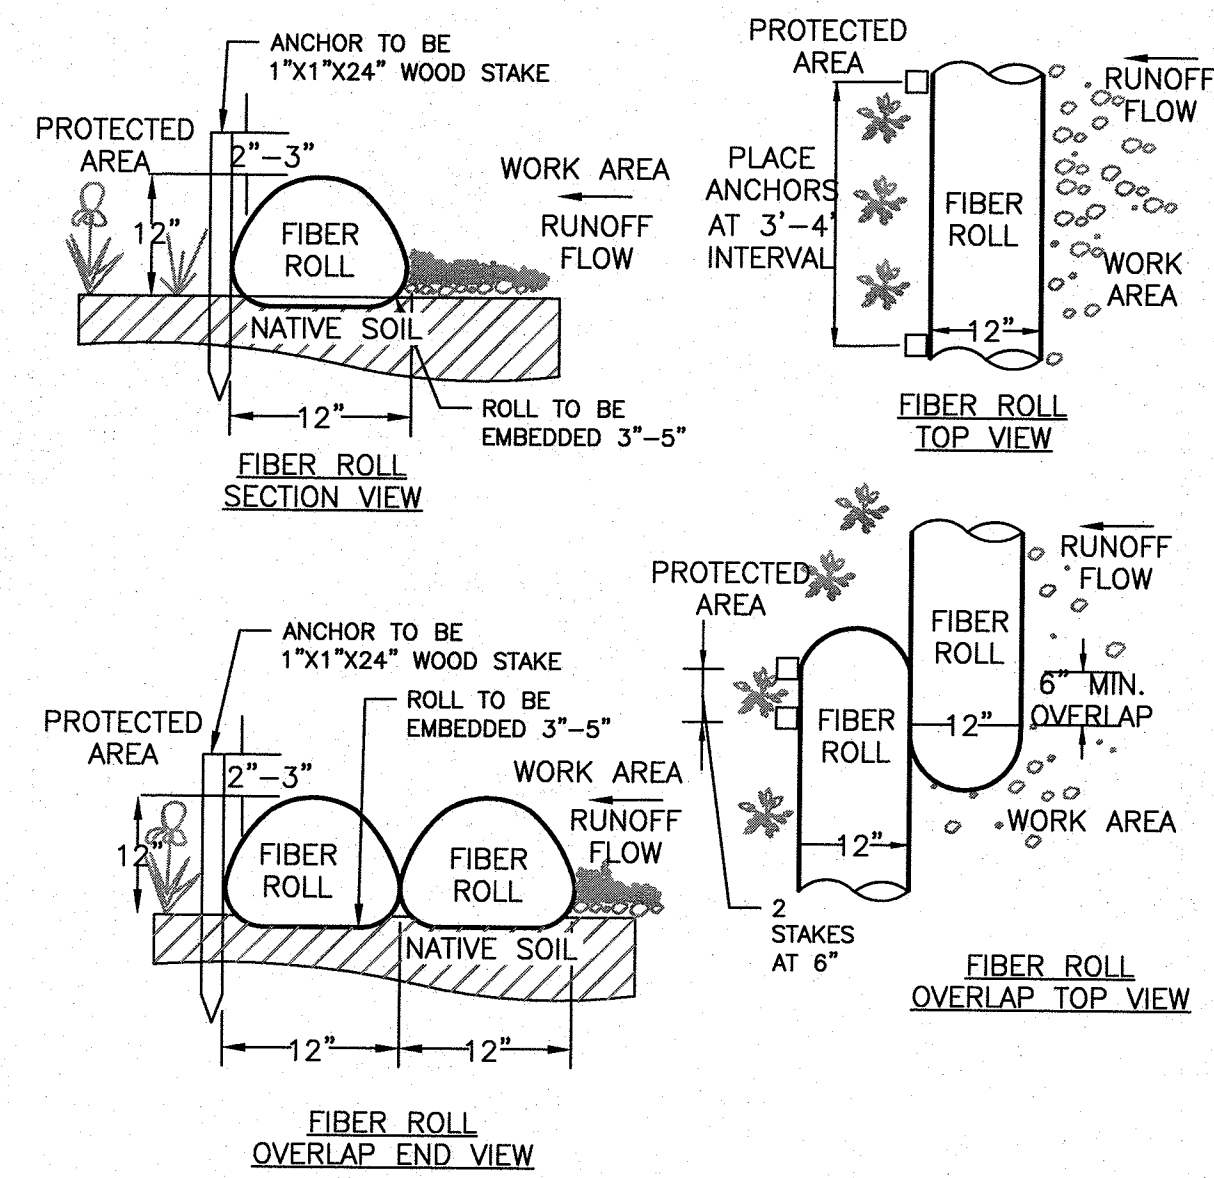 ANCHOR TO BE
1"X1"X24" WOOD STAKE
PROTECTED
AREA
2"-3"
12"
FIBER
ROLL
WORK AREA
RUNOFF
FLOW
NATIVE SOIL
12"
ROLL TO BE
EMBEDDED 3"-5"
FIBER ROLL
SECTION VIEW
PROTECTED
AREA
RUNOFF
FLOW
PLACE
ANCHORS
AT 3'-4'
INTERVAL
FIBER
ROLL
WORK
AREA
12"
FIBER ROLL
TOP VIEW
ANCHOR TO BE
1"X1"X24" WOOD STAKE
ROLL TO BE
EMBEDDED 3"-5"
PROTECTED
AREA
2"-3"
12"
WORK AREA
RUNOFF
FLOW
FIBER
ROLL
FIBER
ROLL
NATIVE SOIL
12"
12"
FIBER ROLL
OVERLAP END VIEW
RUNOFF
FLOW
PROTECTED
AREA
FIBER
ROLL
6" MIN.
OVERLAP
FIBER
ROLL
12"
WORK AREA
12"
2
STAKES
AT 6"
FIBER ROLL
OVERLAP TOP VIEW